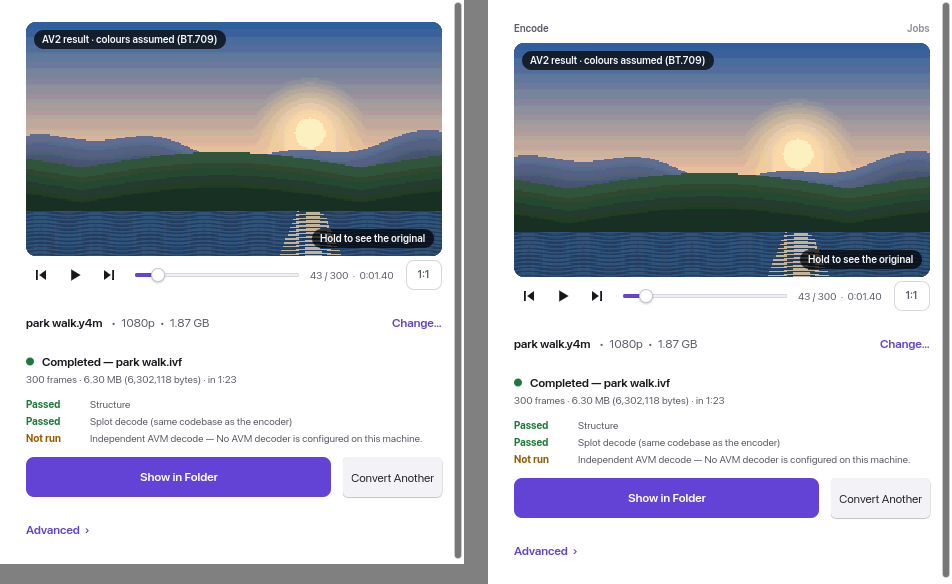 AV2 result · colours assumed (BT.709)
Hold to see the original
43 / 300 · 0:01.40
1:1
park walk.y4m • 1080p • 1.87 GB
Change...
Completed — park walk.ivf
300 frames · 6.30 MB (6,302,118 bytes) · in 1:23
Passed Structure
Passed Splot decode (same codebase as the encoder)
Not run Independent AVM decode — No AVM decoder is configured on this machine.
Show in Folder
Convert Another
Advanced ›
Encode
Jobs
AV2 result · colours assumed (BT.709)
Hold to see the original
43 / 300 · 0:01.40
1:1
park walk.y4m • 1080p • 1.87 GB
Change...
Completed — park walk.ivf
300 frames · 6.30 MB (6,302,118 bytes) · in 1:23
Passed Structure
Passed Splot decode (same codebase as the encoder)
Not run Independent AVM decode — No AVM decoder is configured on this machine.
Show in Folder
Convert Another
Advanced ›